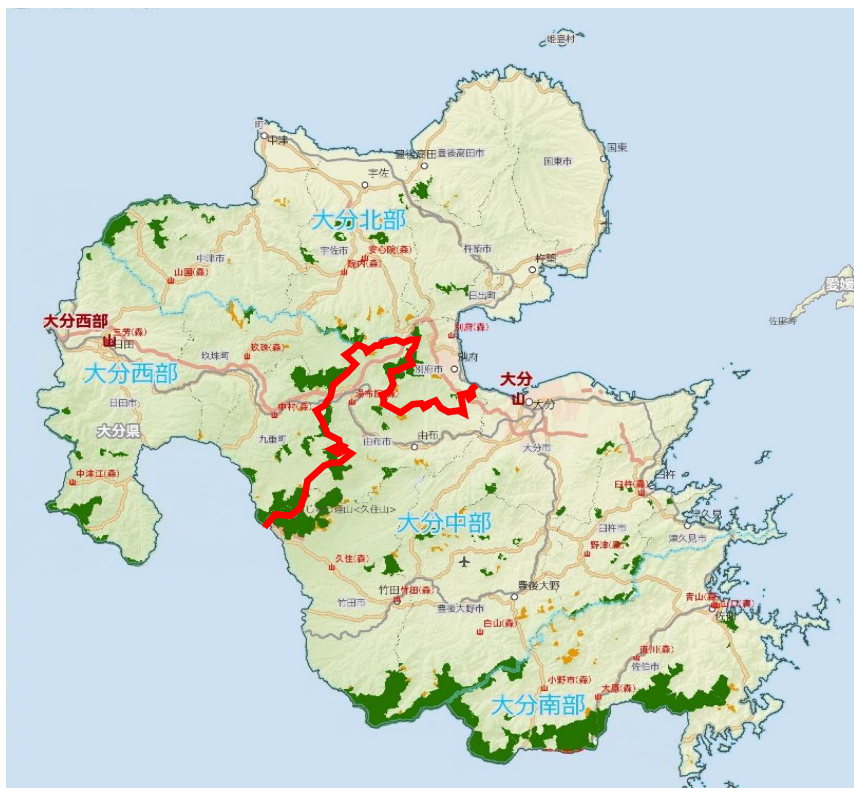 姫島村
中津
国東
豊後高田
豊後高田市
国東市
宇佐
大分北部
杵築市
宇佐市
安心院(森)
中津市
院内(森)
杵築
山国(森)
日出町
愛媛
佐田岬
大分西部
三芳(森)
日田
別府(森)
玖珠(森)
玖珠町
別府
別府市
大分西部
大分
日田市
中村(森)
大分
大分県
九重町
由布市
由布
大分市
中津江(森)
臼杵
臼杵(森)
大分中部
津久見
臼杵市
津久見市
野津(森)
久住(森)
竹田
竹田(森)
豊後大野
竹田市
豊後大野市
青山(森)
白山(森)
直川(森)
佐伯市
小野市(森)
大原(森)
大分南部